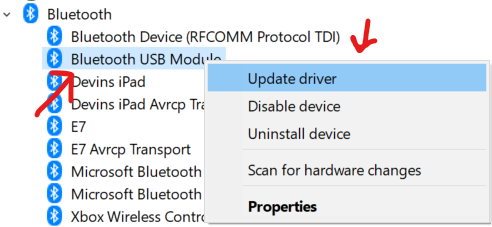 Bluetooth
Bluetooth Device (RFCOMM Protocol TDI)
Bluetooth USB Module
Devins iPad
Devins iPad Avrcp Tra
E7
E7 Avrcp Transport
Microsoft Bluetooth
Microsoft Bluetooth
Xbox Wireless Contro
Update driver
Disable device
Uninstall device
Scan for hardware changes
Properties